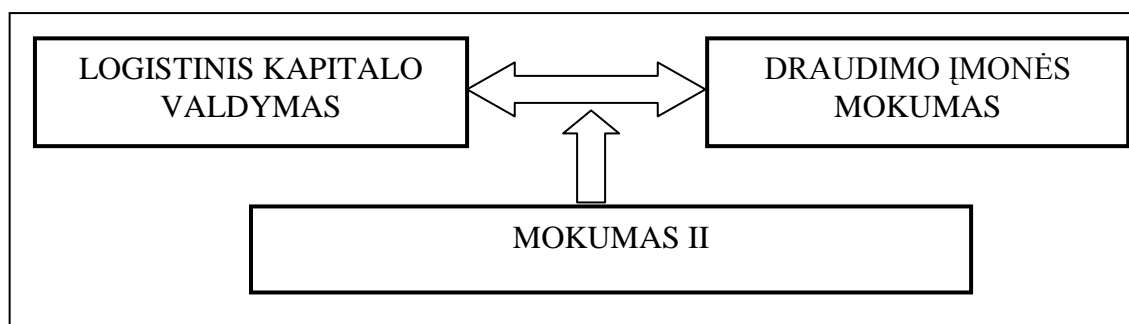 LOGISTINIS KAPITALO
VALDYMAS
DRAUDIMO ĮMONĖS
MOKUMAS
MOKUMAS II